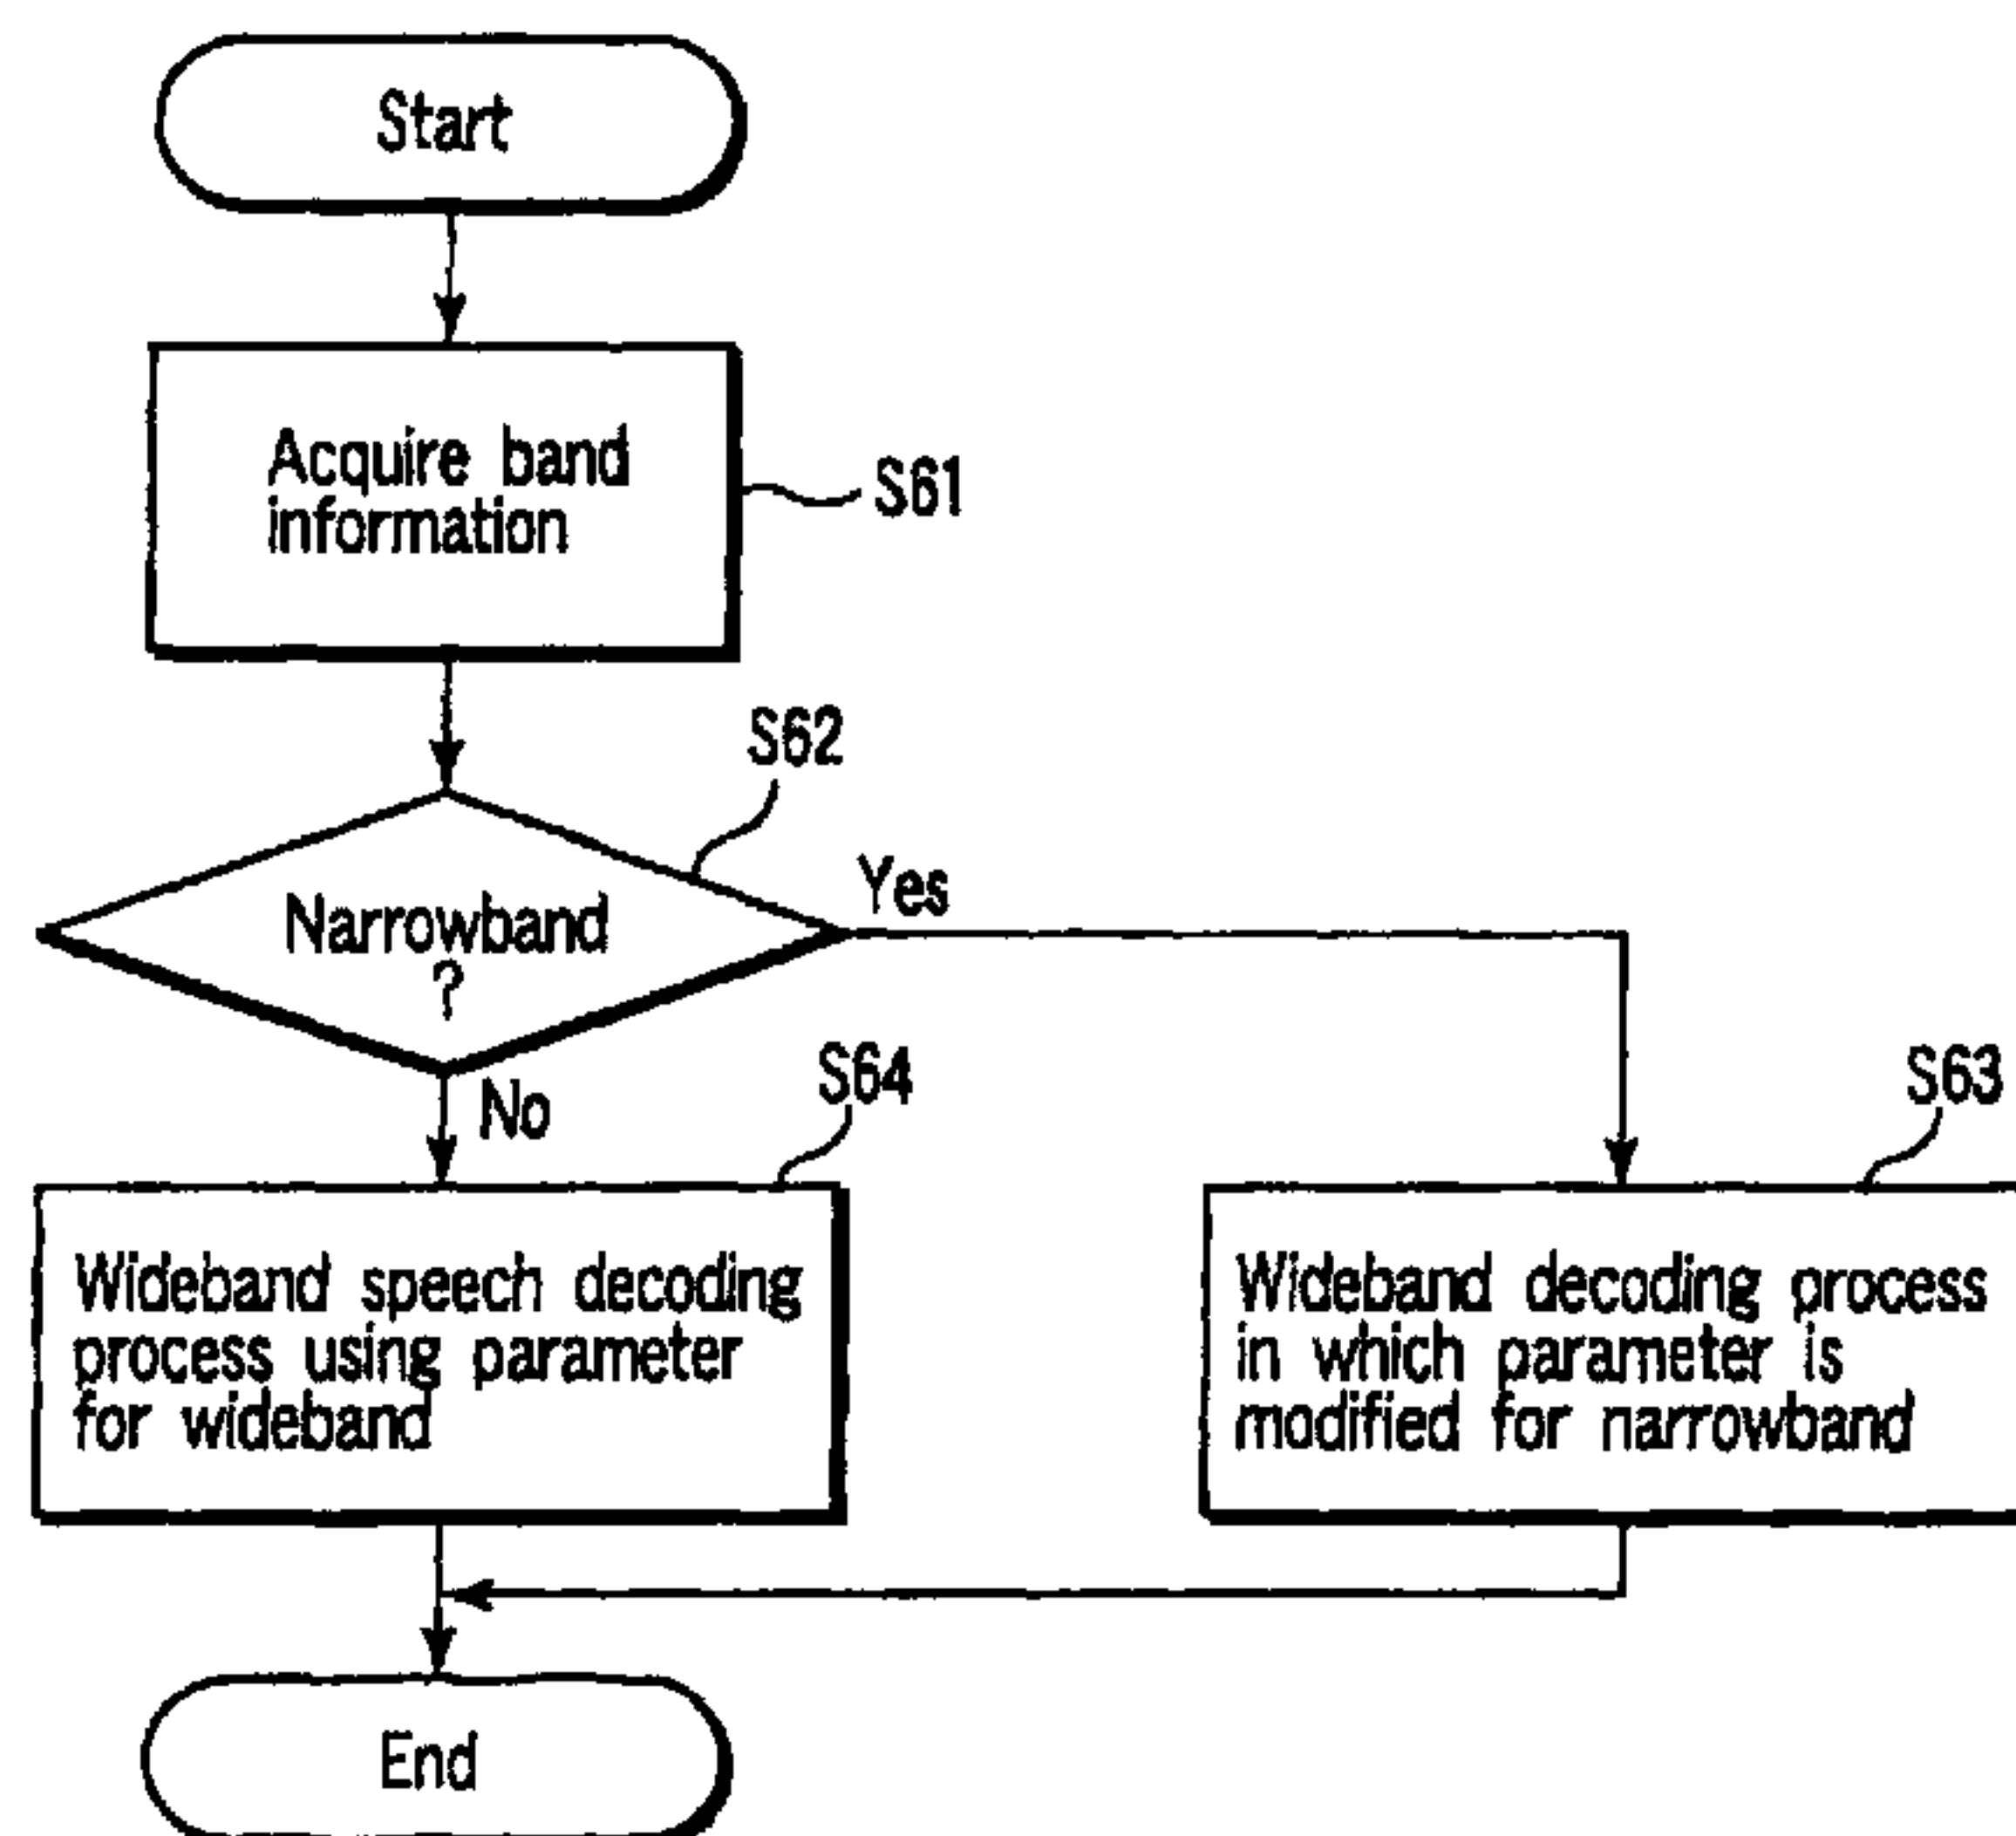 Start
Acquire band
information
S61
S62
Narrowband
?
Yes
No
S64
S63
Wideband speech decoding
process using parameter
for wideband
Wideband decoding process
in which parameter is
modified for narrowband
End